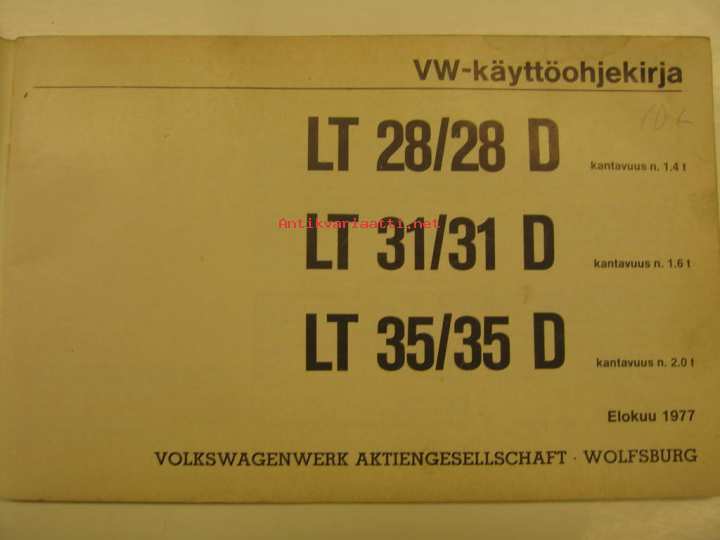 VW-käyttöohjekirja
LT 28/28 D kantavuus n. 1.4 t
Antikvariaatti.net
LT 31/31 D kantavuus n. 1.6 t
LT 35/35 D kantavuus n. 2.0 t
Elokuu 1977
VOLKSWAGENWERK AKTIENGESELLSCHAFT · WOLFSBURG